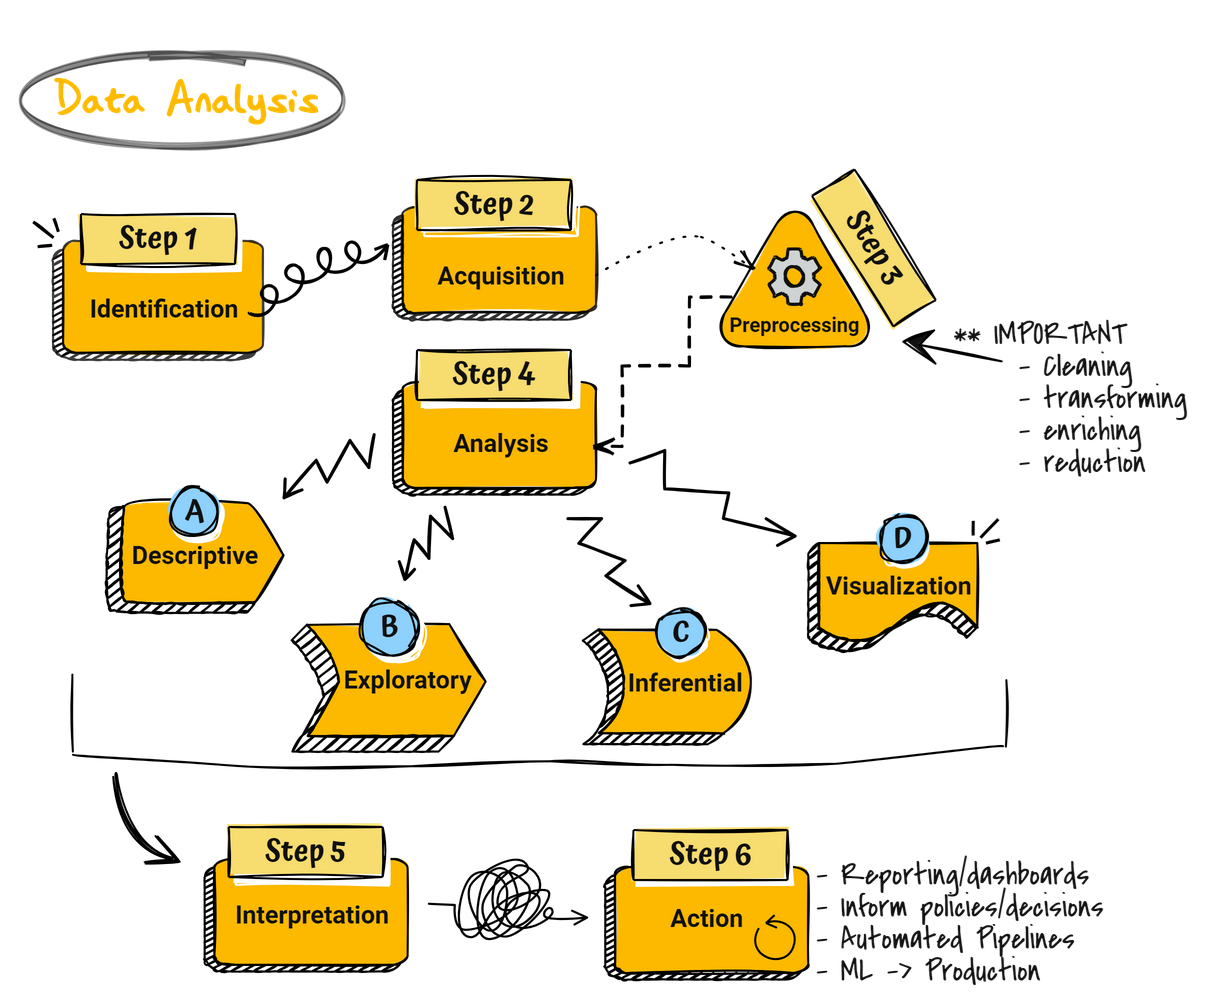 Data Analysis
Step 1
Identification
Step 2
Acquisition
Step 3
Preprocessing
** IMPORTANT
- Cleaning
- transforming
- enriching
- reduction
Step 4
Analysis
A
Descriptive
B
Exploratory
C
Inferential
D
Visualization
Step 5
Interpretation
Step 6
Action
- Reporting/dashboards
- Inform policies/decisions
- Automated Pipelines
- ML -> Production